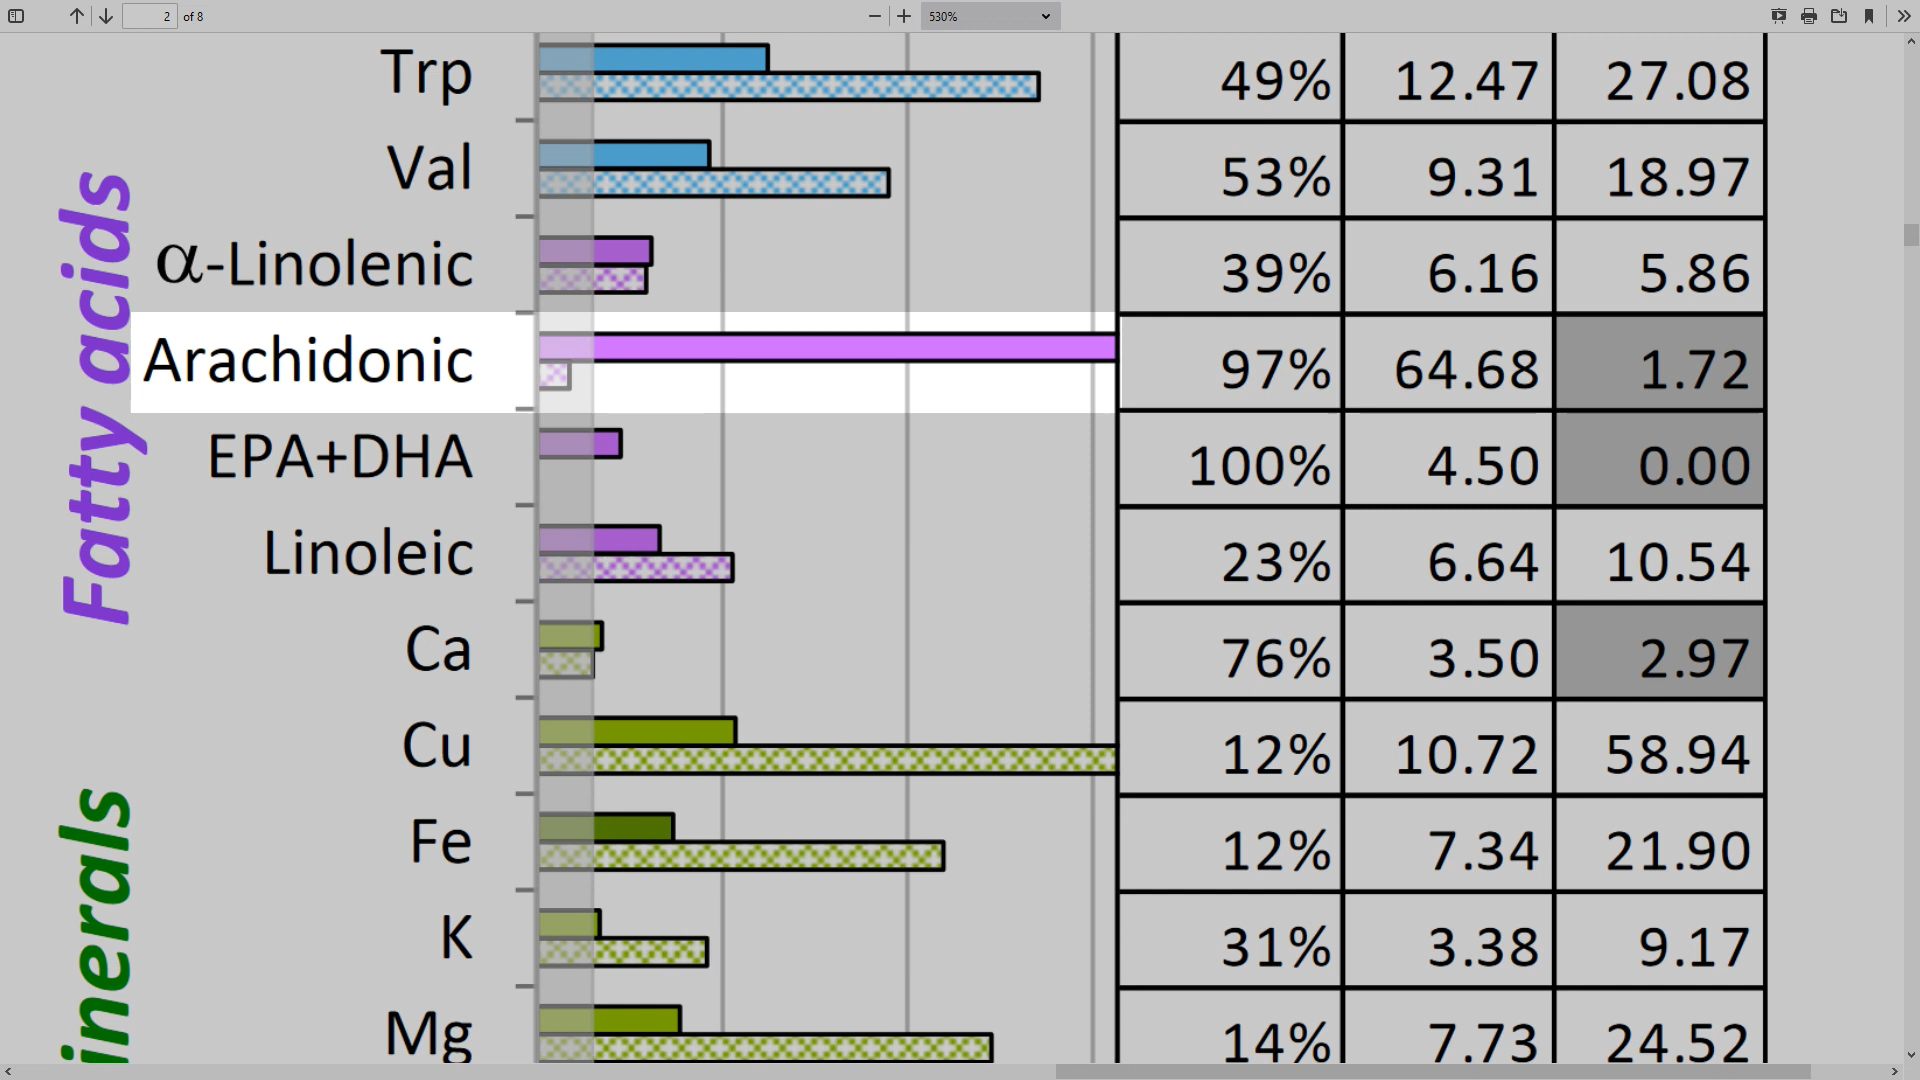 2 of 8 530%
Trp 49% 12.47 27.08
Val 53% 9.31 18.97
Fatty acids
α-Linolenic 39% 6.16 5.86
Arachidonic 97% 64.68 1.72
EPA+DHA 100% 4.50 0.00
Linoleic 23% 6.64 10.54
Ca 76% 3.50 2.97
Cu 12% 10.72 58.94
inerals
Fe 12% 7.34 21.90
K 31% 3.38 9.17
Mg 14% 7.73 24.52